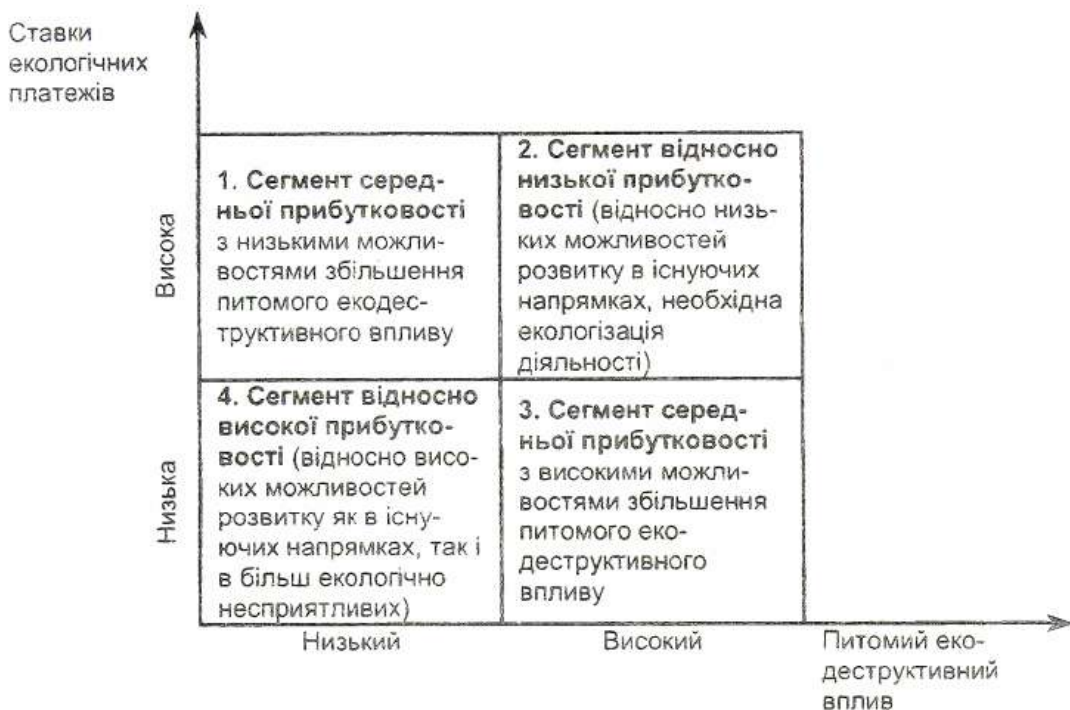 Ставки
екологічних
платежів
Висока
1. Сегмент серед-
ньої прибутковості
з низькими можли-
востями збільшення
питомого екодес-
труктивного впливу
2. Сегмент відносно
низької прибутко-
вості (відносно низь-
ких можливостей
розвитку в існуючих
напрямках, необхідна
екологізація
діяльності)
Низька
4. Сегмент відносно
високої прибутко-
вості (відносно висо-
ких можливостей
розвитку як в існу-
ючих напрямках, так і
в більш екологічно
несприятливих)
3. Сегмент серед-
ньої прибутковості
з високими можли-
востями збільшення
питомого еко-
деструктивного
впливу
Низький
Високий
Питомий еко-
деструктивний
вплив